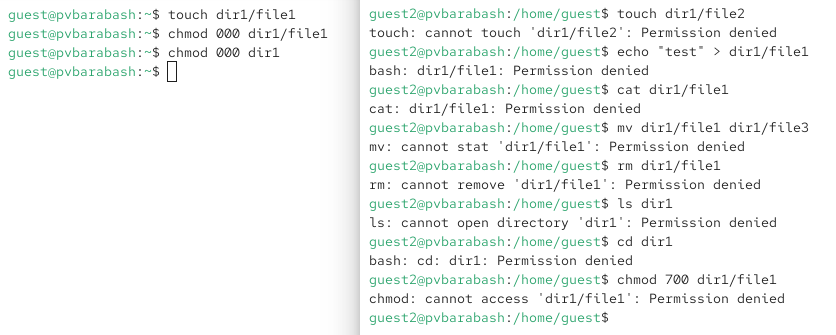 guest@pvbarabash:~$ touch dir1/file1
guest@pvbarabash:~$ chmod 000 dir1/file1
guest@pvbarabash:~$ chmod 000 dir1
guest@pvbarabash:~$
guest2@pvbarabash:/home/guest$ touch dir1/file2
touch: cannot touch 'dir1/file2': Permission denied
guest2@pvbarabash:/home/guest$ echo "test" > dir1/file1
bash: dir1/file1: Permission denied
guest2@pvbarabash:/home/guest$ cat dir1/file1
cat: dir1/file1: Permission denied
guest2@pvbarabash:/home/guest$ mv dir1/file1 dir1/file3
mv: cannot stat 'dir1/file1': Permission denied
guest2@pvbarabash:/home/guest$ rm dir1/file1
rm: cannot remove 'dir1/file1': Permission denied
guest2@pvbarabash:/home/guest$ ls dir1
ls: cannot open directory 'dir1': Permission denied
guest2@pvbarabash:/home/guest$ cd dir1
bash: cd: dir1: Permission denied
guest2@pvbarabash:/home/guest$ chmod 700 dir1/file1
chmod: cannot access 'dir1/file1': Permission denied
guest2@pvbarabash:/home/guest$